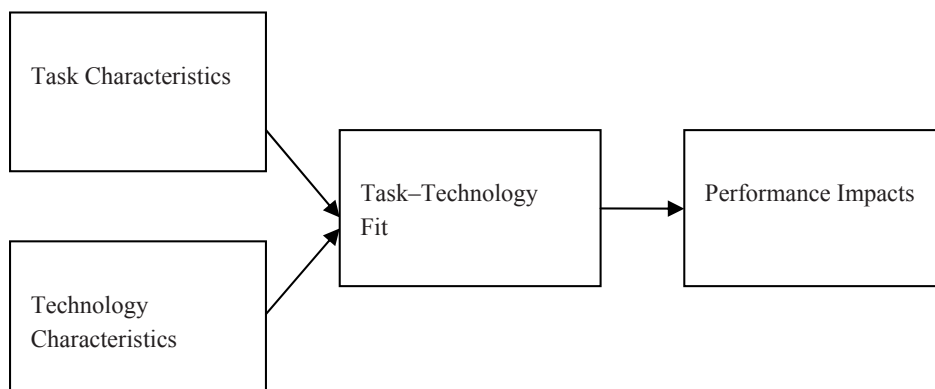 Task Characteristics
Technology
Characteristics
Task–Technology
Fit
Performance Impacts